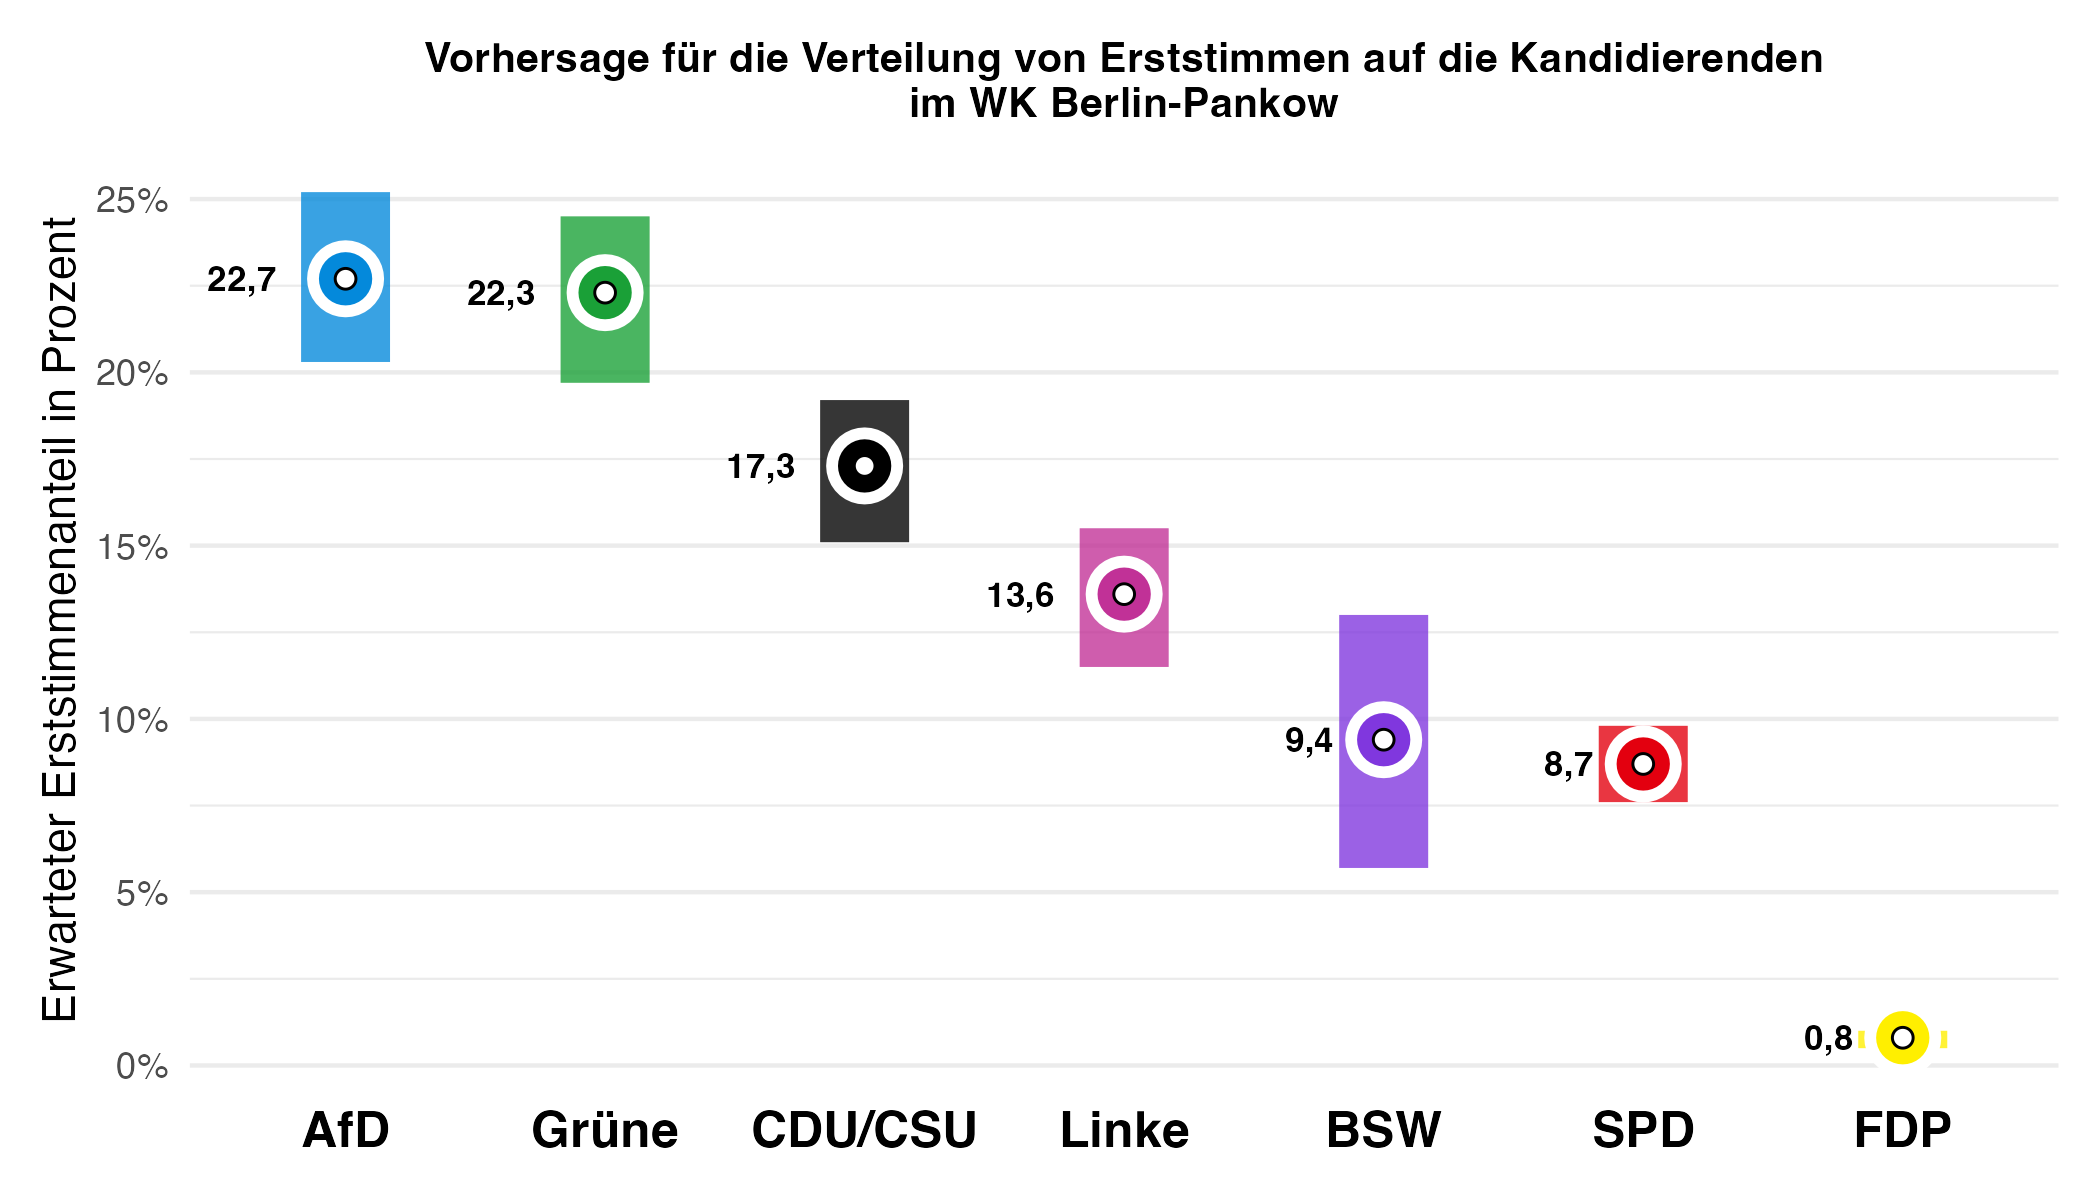 Vorhersage für die Verteilung von Erststimmen auf die Kandidierenden
im WK Berlin-Pankow
Erwarteter Erststimmenanteil in Prozent
25%
20%
15%
10%
5%
0%
22,7
22,3
17,3
13,6
9,4
8,7
0,8
AfD
Grüne
CDU/CSU
Linke
BSW
SPD
FDP